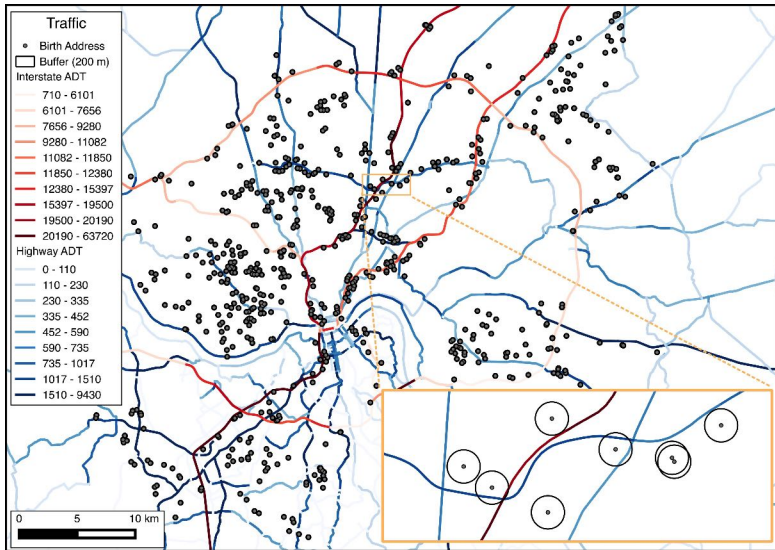 Traffic
Birth Address
Buffer (200 m)
Interstate ADT
710 - 6101
6101 - 7656
7656 - 9280
9280 - 11082
11082 - 11850
11850 - 12380
12380 - 15397
15397 - 19500
19500 - 20190
20190 - 63720
Highway ADT
0 - 110
110 - 230
230 - 335
335 - 452
452 - 590
590 - 735
735 - 1017
1017 - 1510
1510 - 9430
0 5 10 km